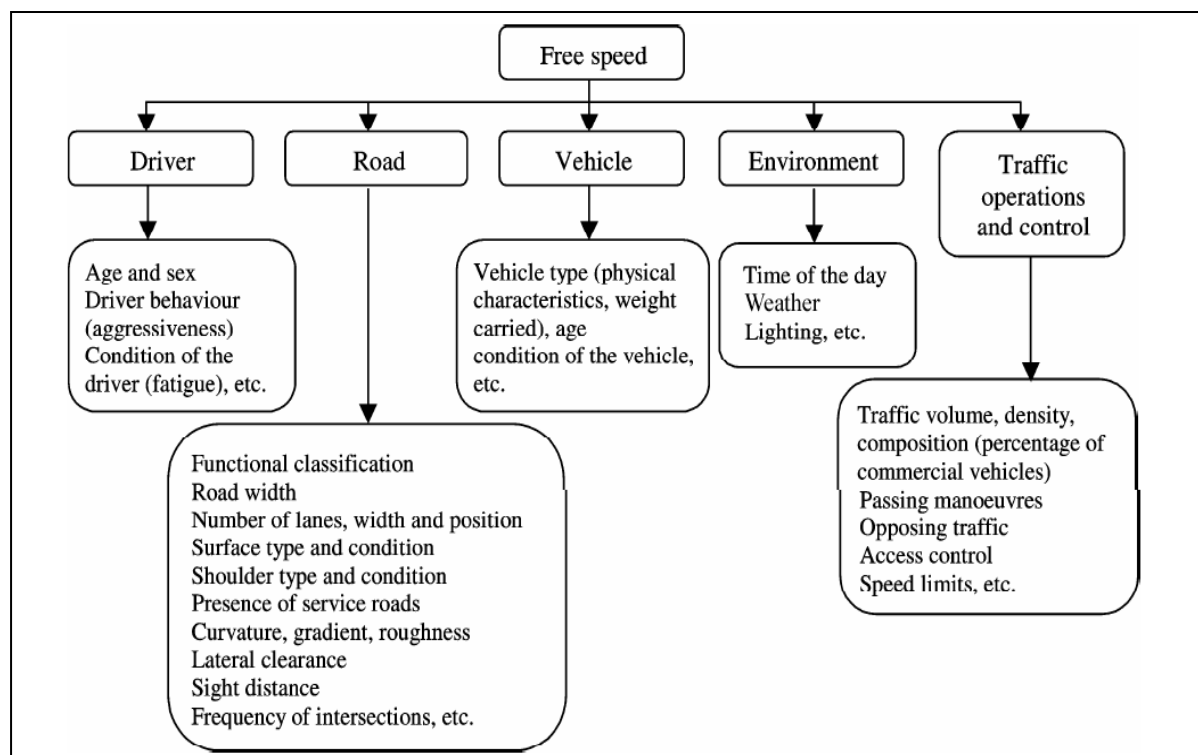 Free speed
Driver
Road
Vehicle
Environment
Traffic
operations
and control
Age and sex
Driver behaviour
(aggressiveness)
Condition of the
driver (fatigue), etc.
Vehicle type (physical
characteristics, weight
carried), age
condition of the vehicle,
etc.
Time of the day
Weather
Lighting, etc.
Functional classification
Road width
Number of lanes, width and position
Surface type and condition
Shoulder type and condition
Presence of service roads
Curvature, gradient, roughness
Lateral clearance
Sight distance
Frequency of intersections, etc.
Traffic volume, density,
composition (percentage of
commercial vehicles)
Passing manoeuvres
Opposing traffic
Access control
Speed limits, etc.